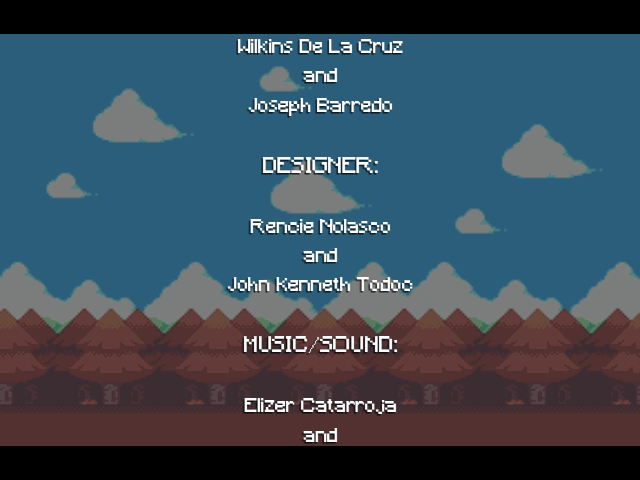 Wilkins De La Cruz
and
Joseph Barredo
DESIGNER:
Rencie Nolasco
and
John Kenneth Todoc
MUSIC/SOUND:
Elizer Catarroja
and